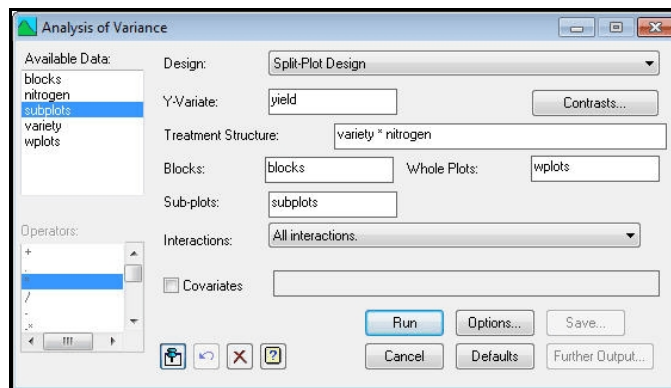 Analysis of Variance
Available Data:
blocks
nitrogen
subplots
variety
wplots
Design:
Split-Plot Design
Y-Variate:
yield
Contrasts...
Treatment Structure:
variety * nitrogen
Blocks:
blocks
Whole Plots:
wplots
Sub-plots:
subplots
Operators:
+
.
*
/
.
.*
Interactions:
All interactions.
Covariates
Run
Options...
Save...
Cancel
Defaults
Further Output...